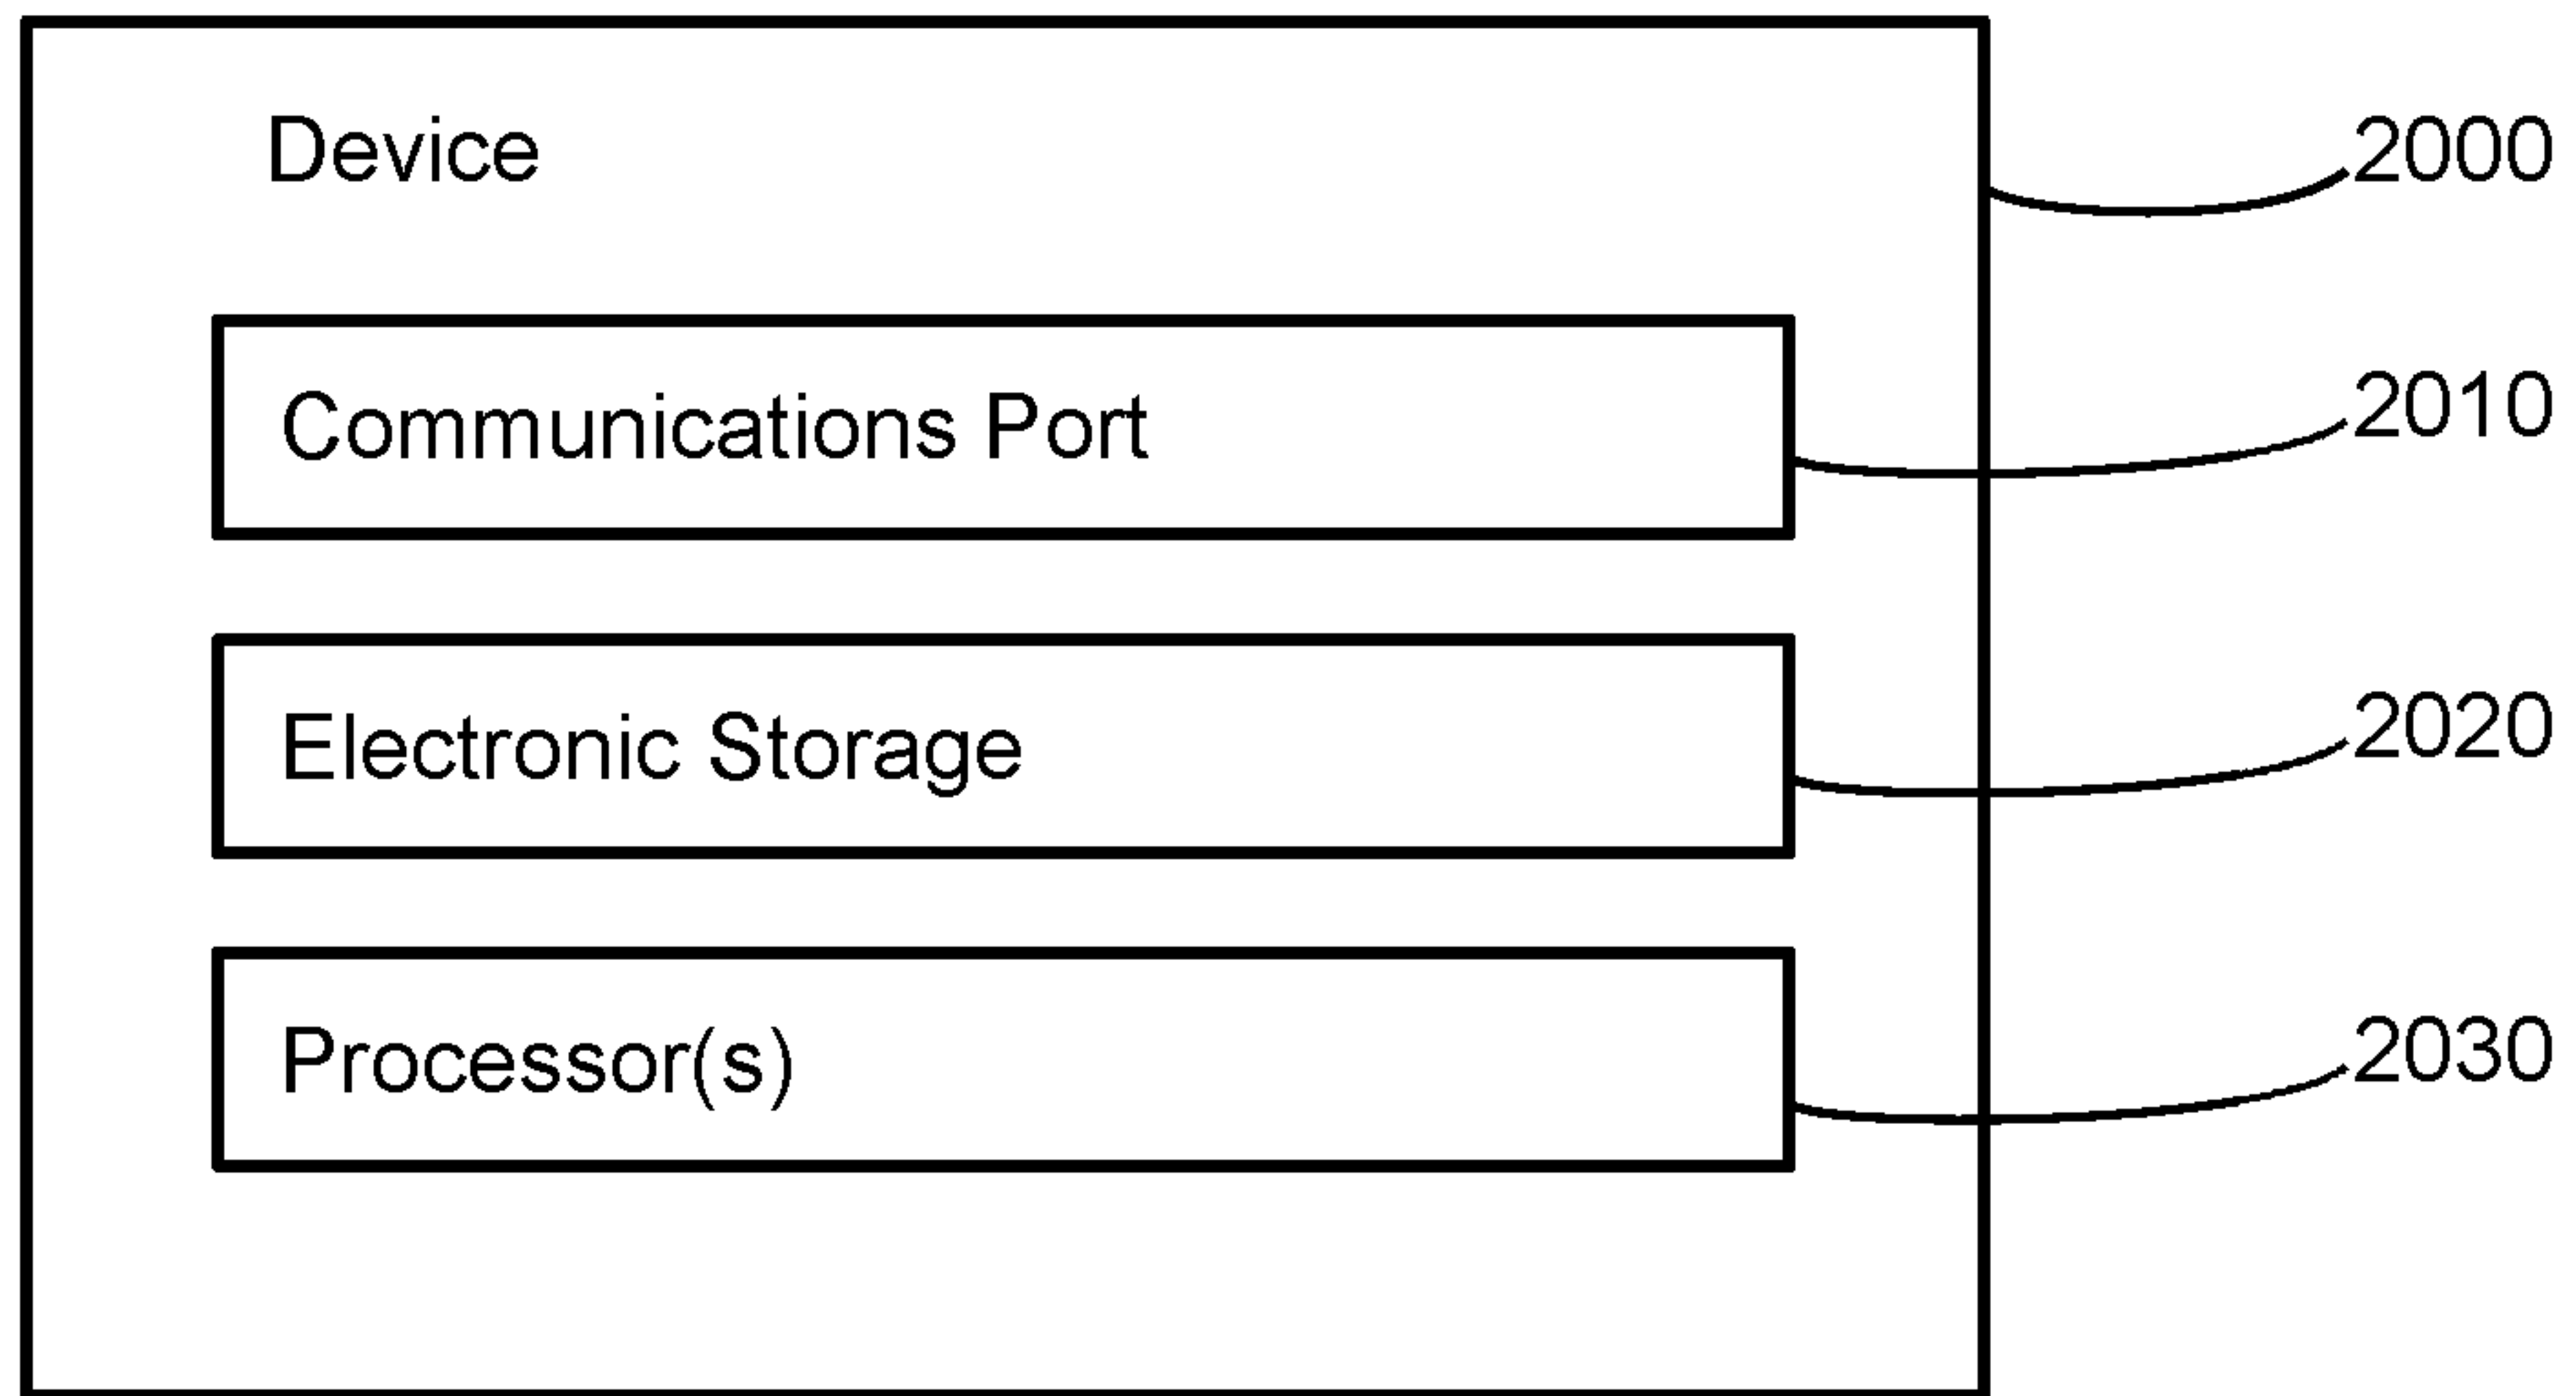 Device
2000
Communications Port
2010
Electronic Storage
2020
Processor(s)
2030